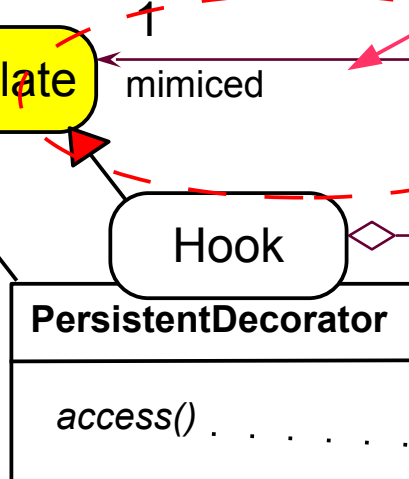 1
late
mimiced
Hook
PersistentDecorator
access()